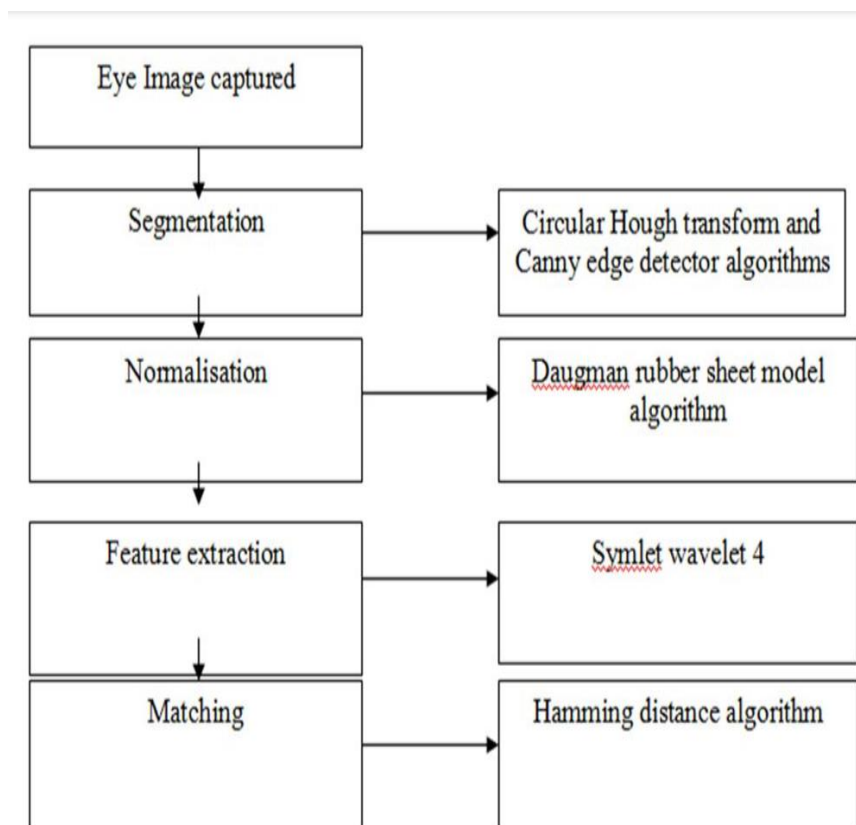 Eye Image captured
Segmentation
Circular Hough transform and
Canny edge detector algorithms
Normalisation
Daugman rubber sheet model
algorithm
Feature extraction
Symlet wavelet 4
Matching
Hamming distance algorithm